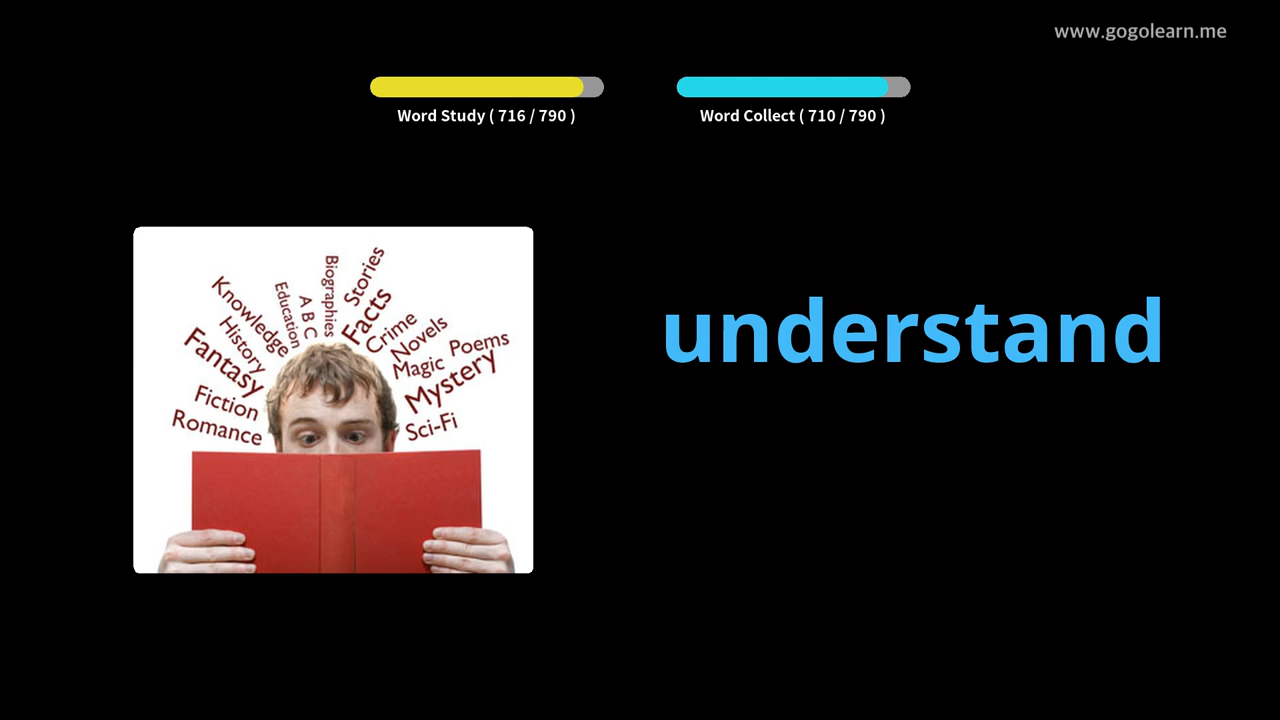 www.gogolearn.me
Word Study ( 716 / 790 )
Word Collect ( 710 / 790 )
Biographies
Stories
Education
A B C
Facts
Knowledge
Crime
History
Novels
Fantasy
Magic
Poems
Mystery
Fiction
Romance
Sci-Fi
understand